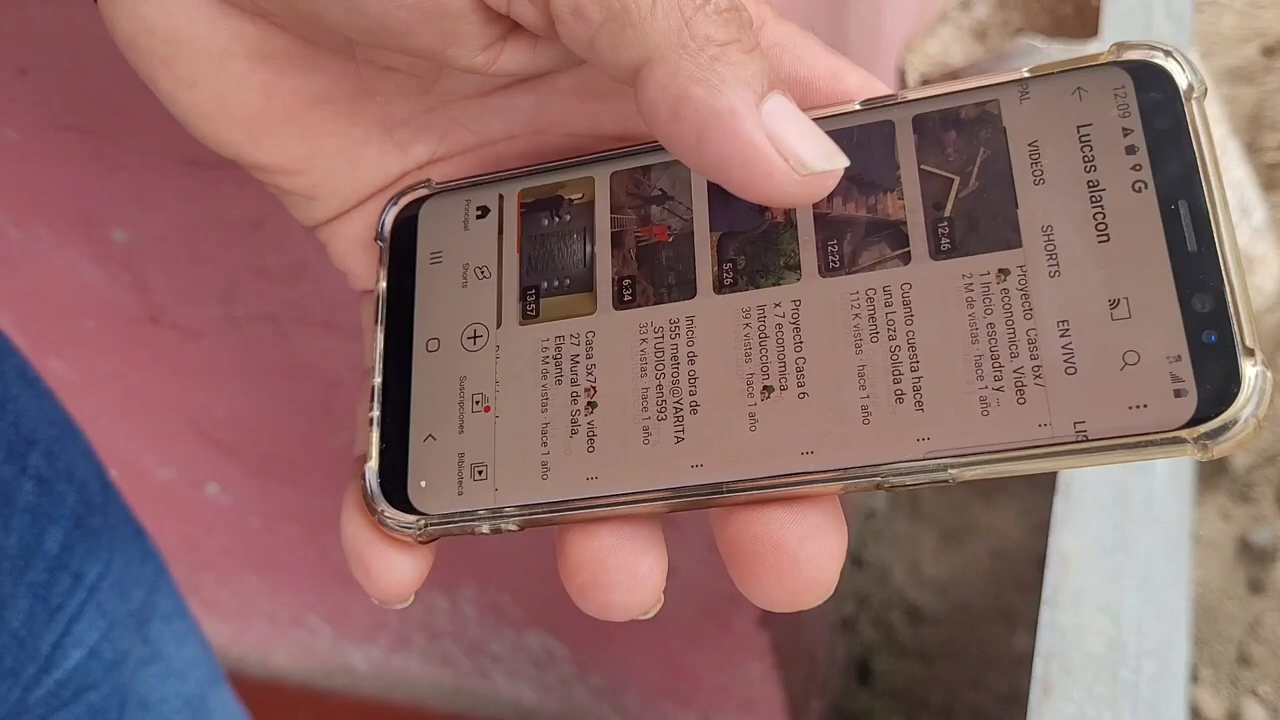 12:09
Lucas alarcon
PAL
VIDEOS
SHORTS
EN VIVO
LIS
12:46
Proyecto Casa 6x7
🏡 economica. Video
1 Inicio, escuadra y ...
2 M de vistas · hace 1 año
12:22
Cuanto cuesta hacer
una Loza Solida de
Cemento
112 K vistas · hace 1 año
5:26
Proyecto Casa 6
x 7 economica.
Introduccion.🏡
39 K vistas · hace 1 año
6:34
Inicio de obra de
355 metros@YARITA
_STUDIOS-en593
33 K vistas · hace 1 año
13:57
Casa 5x7🏡🏡 video
27. Mural de Sala,
Elegante
1.6 M de vistas · hace 1 año
Principal
Shorts
Suscripciones
Biblioteca